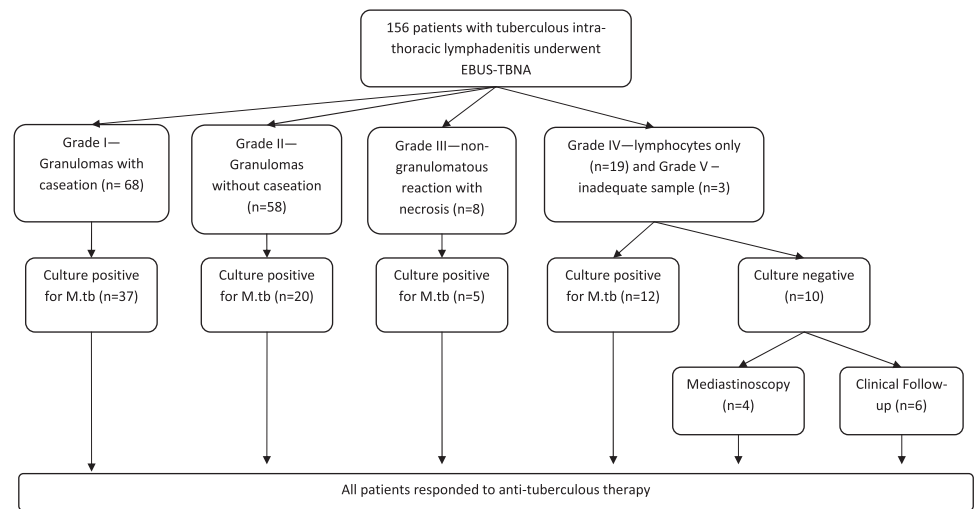 156 patients with tuberculous intra-
thoracic lymphadenitis underwent
EBUS-TBNA
Grade I—
Granulomas with
caseation (n= 68)
Grade II—
Granulomas
without caseation
(n=58)
Grade III—non-
granulomatous
reaction with
necrosis (n=8)
Grade IV—lymphocytes only
(n=19) and Grade V –
inadequate sample (n=3)
Culture positive
for M.tb (n=37)
Culture positive
for M.tb (n=20)
Culture positive
for M.tb (n=5)
Culture positive
for M.tb (n=12)
Culture negative
(n=10)
Mediastinoscopy
(n=4)
Clinical Follow-
up (n=6)
All patients responded to anti-tuberculous therapy